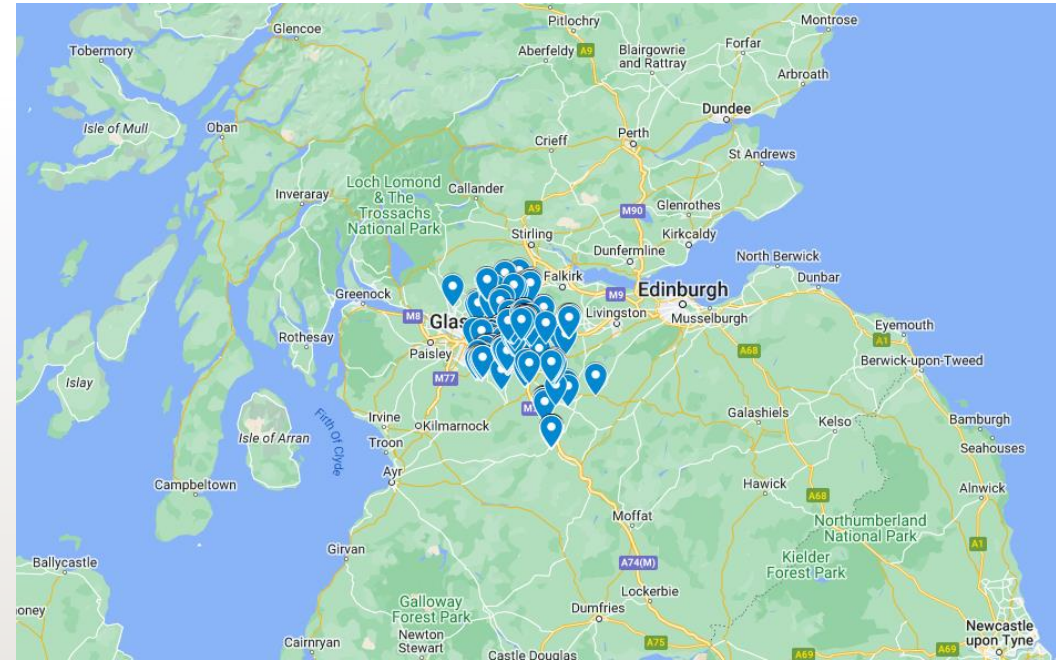 Pitlochry
Montrose
Glencoe
Tobermory
Aberfeldy
A9
Blairgowrie
and Rattray
Forfar
Arbroath
Isle of Mull
Oban
Dundee
Crieff
Perth
St Andrews
Inveraray
Loch Lomond
& The
Trossachs
National Park
Callander
A9
M90
Glenrothes
Stirling
Kirkcaldy
Dunfermline
North Berwick
Greenock
Falkirk
M9
Edinburgh
Dunbar
M8
Glas
Livingston
Musselburgh
Rothesay
Paisley
Eyemouth
A1
Islay
M77
A68
Berwick-upon-Tweed
Firth Of Clyde
Irvine
Kilmarnock
Galashiels
Kelso
Bamburgh
Isle of Arran
Troon
Seahouses
Ayr
Campbeltown
Hawick
A68
Alnwick
Moffat
Northumberland
National Park
A1
Girvan
Kielder
Forest Park
Ballycastle
A74(M)
Lockerbie
oney
Galloway
Forest Park
Dumfries
Newcastle
upon Tyne
Cairnryan
Newton
Stewart
Castle Douglas
A75
A69
A69